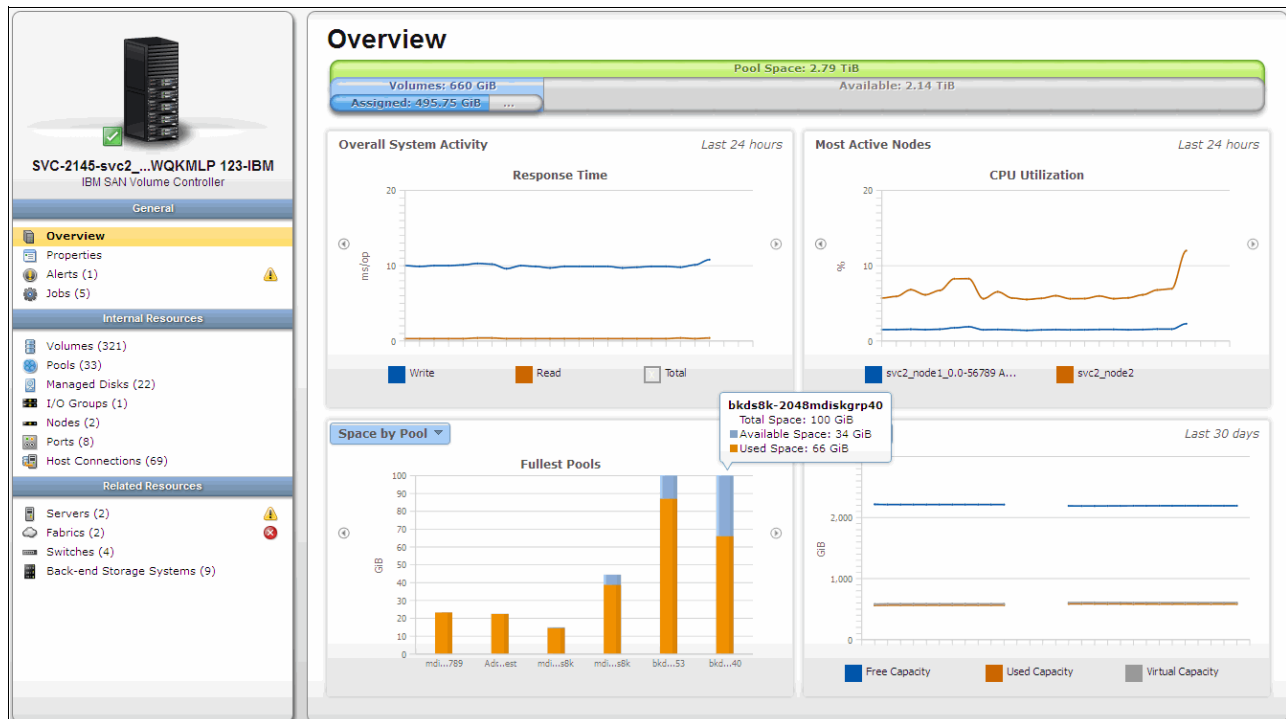 SVC-2145-svc2_...WQKMLP 123-IBM
IBM SAN Volume Controller
General
Overview
Properties
Alerts (1)
Jobs (5)
Internal Resources
Volumes (321)
Pools (33)
Managed Disks (22)
I/O Groups (1)
Nodes (2)
Ports (8)
Host Connections (69)
Related Resources
Servers (2)
Fabrics (2)
Switches (4)
Back-end Storage Systems (9)
Overview
Pool Space: 2.79 TiB
Volumes: 660 GiB
Available: 2.14 TiB
Assigned: 495.75 GiB
...
Overall System Activity
Last 24 hours
Response Time
20
10
0
ms/op
Write
Read
Total
Most Active Nodes
Last 24 hours
CPU Utilization
20
10
0
%
svc2_node1_0.0-56789 A...
svc2_node2
Space by Pool
Fullest Pools
100
90
80
70
60
50
40
30
20
10
0
GiB
mdi...789
Ads...est
mdi...s8k
mdi...s8k
bkd...53
bkd...40
bkds8k-2048mdiskgrp40
Total Space: 100 GiB
Available Space: 34 GiB
Used Space: 66 GiB
Last 30 days
2,000
1,000
0
GiB
Free Capacity
Used Capacity
Virtual Capacity